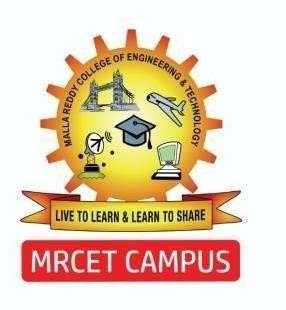 MALLA REDDY COLLEGE OF ENGINEERING & TECHNOLOGY
LIVE TO LEARN & LEARN TO SHARE
MRCET CAMPUS